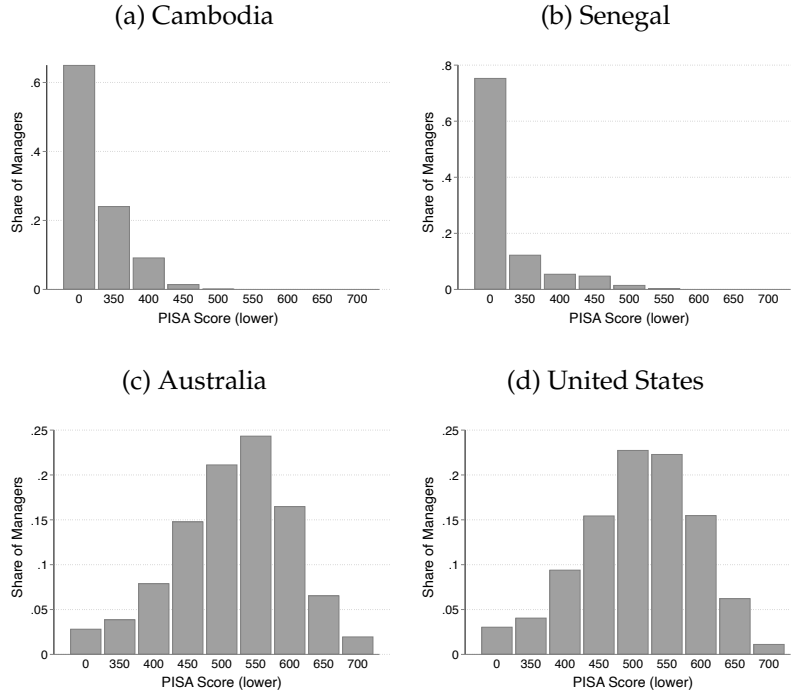 (a) Cambodia
Share of Managers
.6
.4
.2
0
0 350 400 450 500 550 600 650 700
PISA Score (lower)
(b) Senegal
Share of Managers
.8
.6
.4
.2
0
0 350 400 450 500 550 600 650 700
PISA Score (lower)
(c) Australia
Share of Managers
.25
.2
.15
.1
.05
0
0 350 400 450 500 550 600 650 700
PISA Score (lower)
(d) United States
Share of Managers
.25
.2
.15
.1
.05
0
0 350 400 450 500 550 600 650 700
PISA Score (lower)